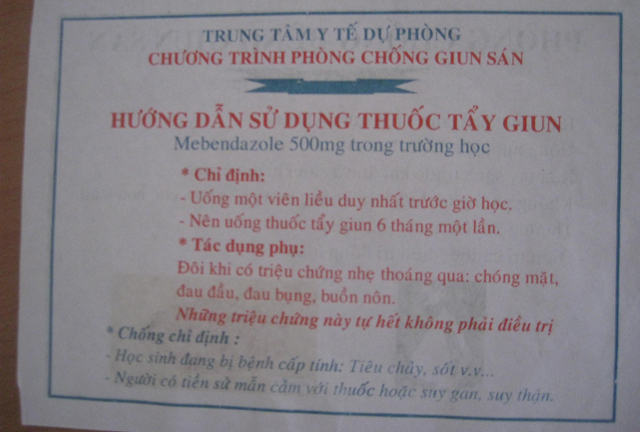 TRUNG TÂM Y TẾ DỰ PHÒNG
CHƯƠNG TRÌNH PHÒNG CHỐNG GIUN SÁN
HƯỚNG DẪN SỬ DỤNG THUỐC TẨY GIUN
Mebendazole 500mg trong trường học
* Chỉ định:
- Uống một viên liều duy nhất trước giờ học.
- Nên uống thuốc tẩy giun 6 tháng một lần.
* Tác dụng phụ:
Đôi khi có triệu chứng nhẹ thoáng qua: chóng mặt,
đau đầu, đau bụng, buồn nôn.
Những triệu chứng này tự hết không phải điều trị
* Chống chỉ định :
- Học sinh đang bị bệnh cấp tính: Tiêu chảy, sốt v.v...
- Người có tiền sử mẫn cảm với thuốc hoặc suy gan, suy thận.